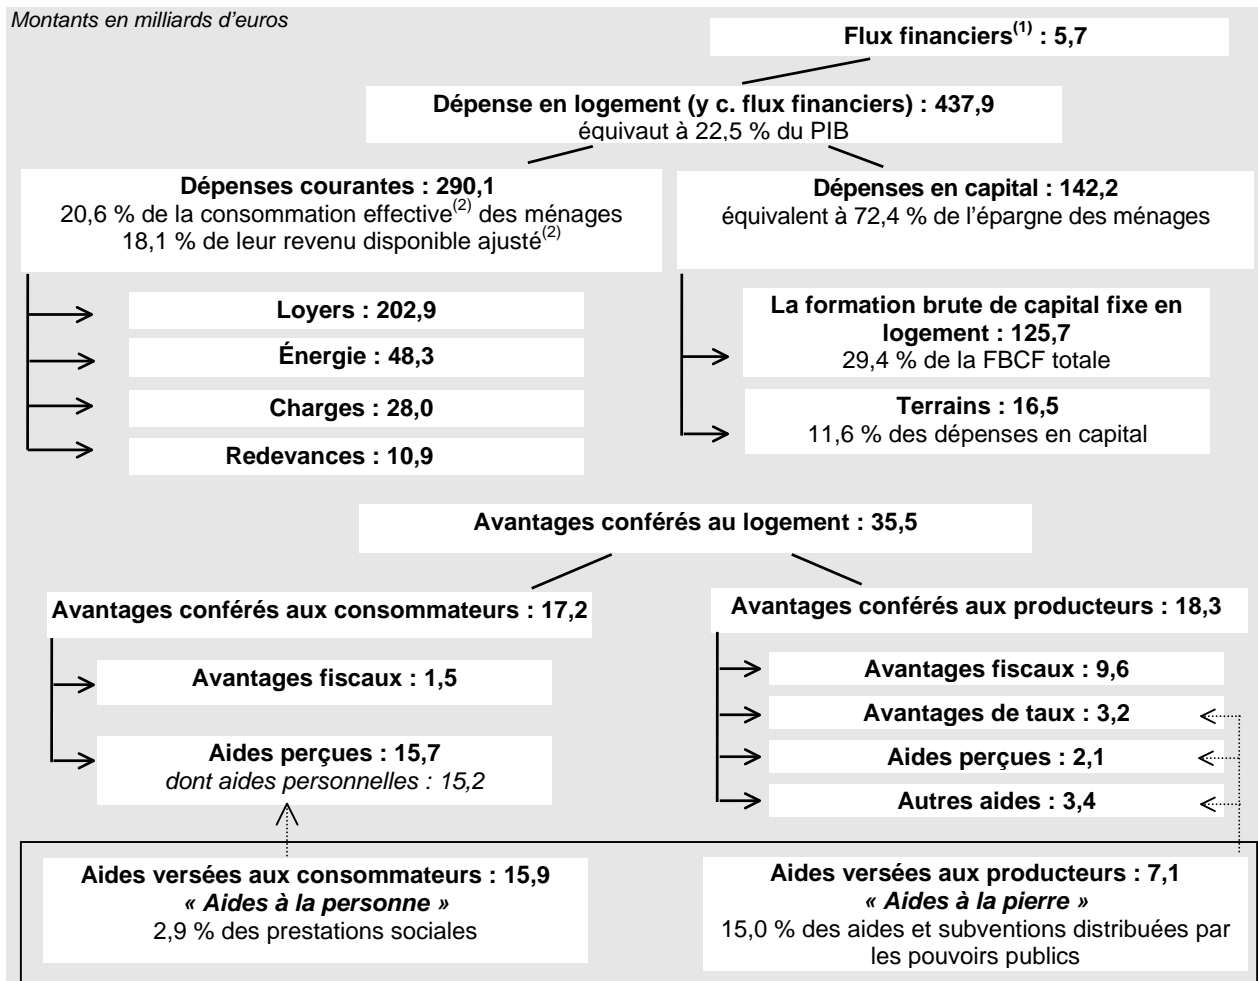 Montants en milliards d’euros
Flux financiers(1) : 5,7
Dépense en logement (y c. flux financiers) : 437,9
équivaut à 22,5 % du PIB
Dépenses courantes : 290,1
20,6 % de la consommation effective(2) des ménages
18,1 % de leur revenu disponible ajusté(2)
Dépenses en capital : 142,2
équivalent à 72,4 % de l’épargne des ménages
Loyers : 202,9
Énergie : 48,3
Charges : 28,0
Redevances : 10,9
La formation brute de capital fixe en
logement : 125,7
29,4 % de la FBCF totale
Terrains : 16,5
11,6 % des dépenses en capital
Avantages conférés au logement : 35,5
Avantages conférés aux consommateurs : 17,2
Avantages fiscaux : 1,5
Aides perçues : 15,7
dont aides personnelles : 15,2
Avantages conférés aux producteurs : 18,3
Avantages fiscaux : 9,6
Avantages de taux : 3,2
Aides perçues : 2,1
Autres aides : 3,4
Aides versées aux consommateurs : 15,9
« Aides à la personne »
2,9 % des prestations sociales
Aides versées aux producteurs : 7,1
« Aides à la pierre »
15,0 % des aides et subventions distribuées par
les pouvoirs publics